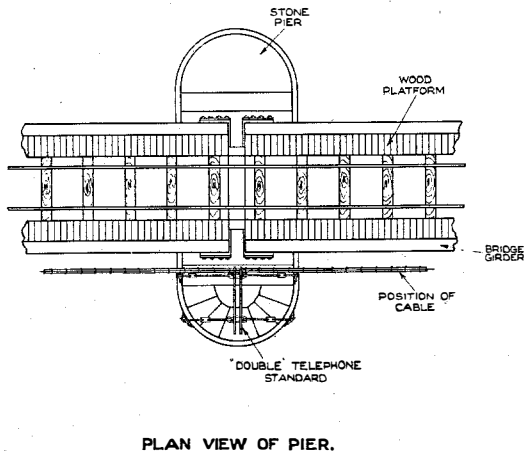 STONE
PIER
WOOD
PLATFORM
BRIDGE
GIRDER
POSITION OF
CABLE
"DOUBLE" TELEPHONE
STANDARD
PLAN VIEW OF PIER.